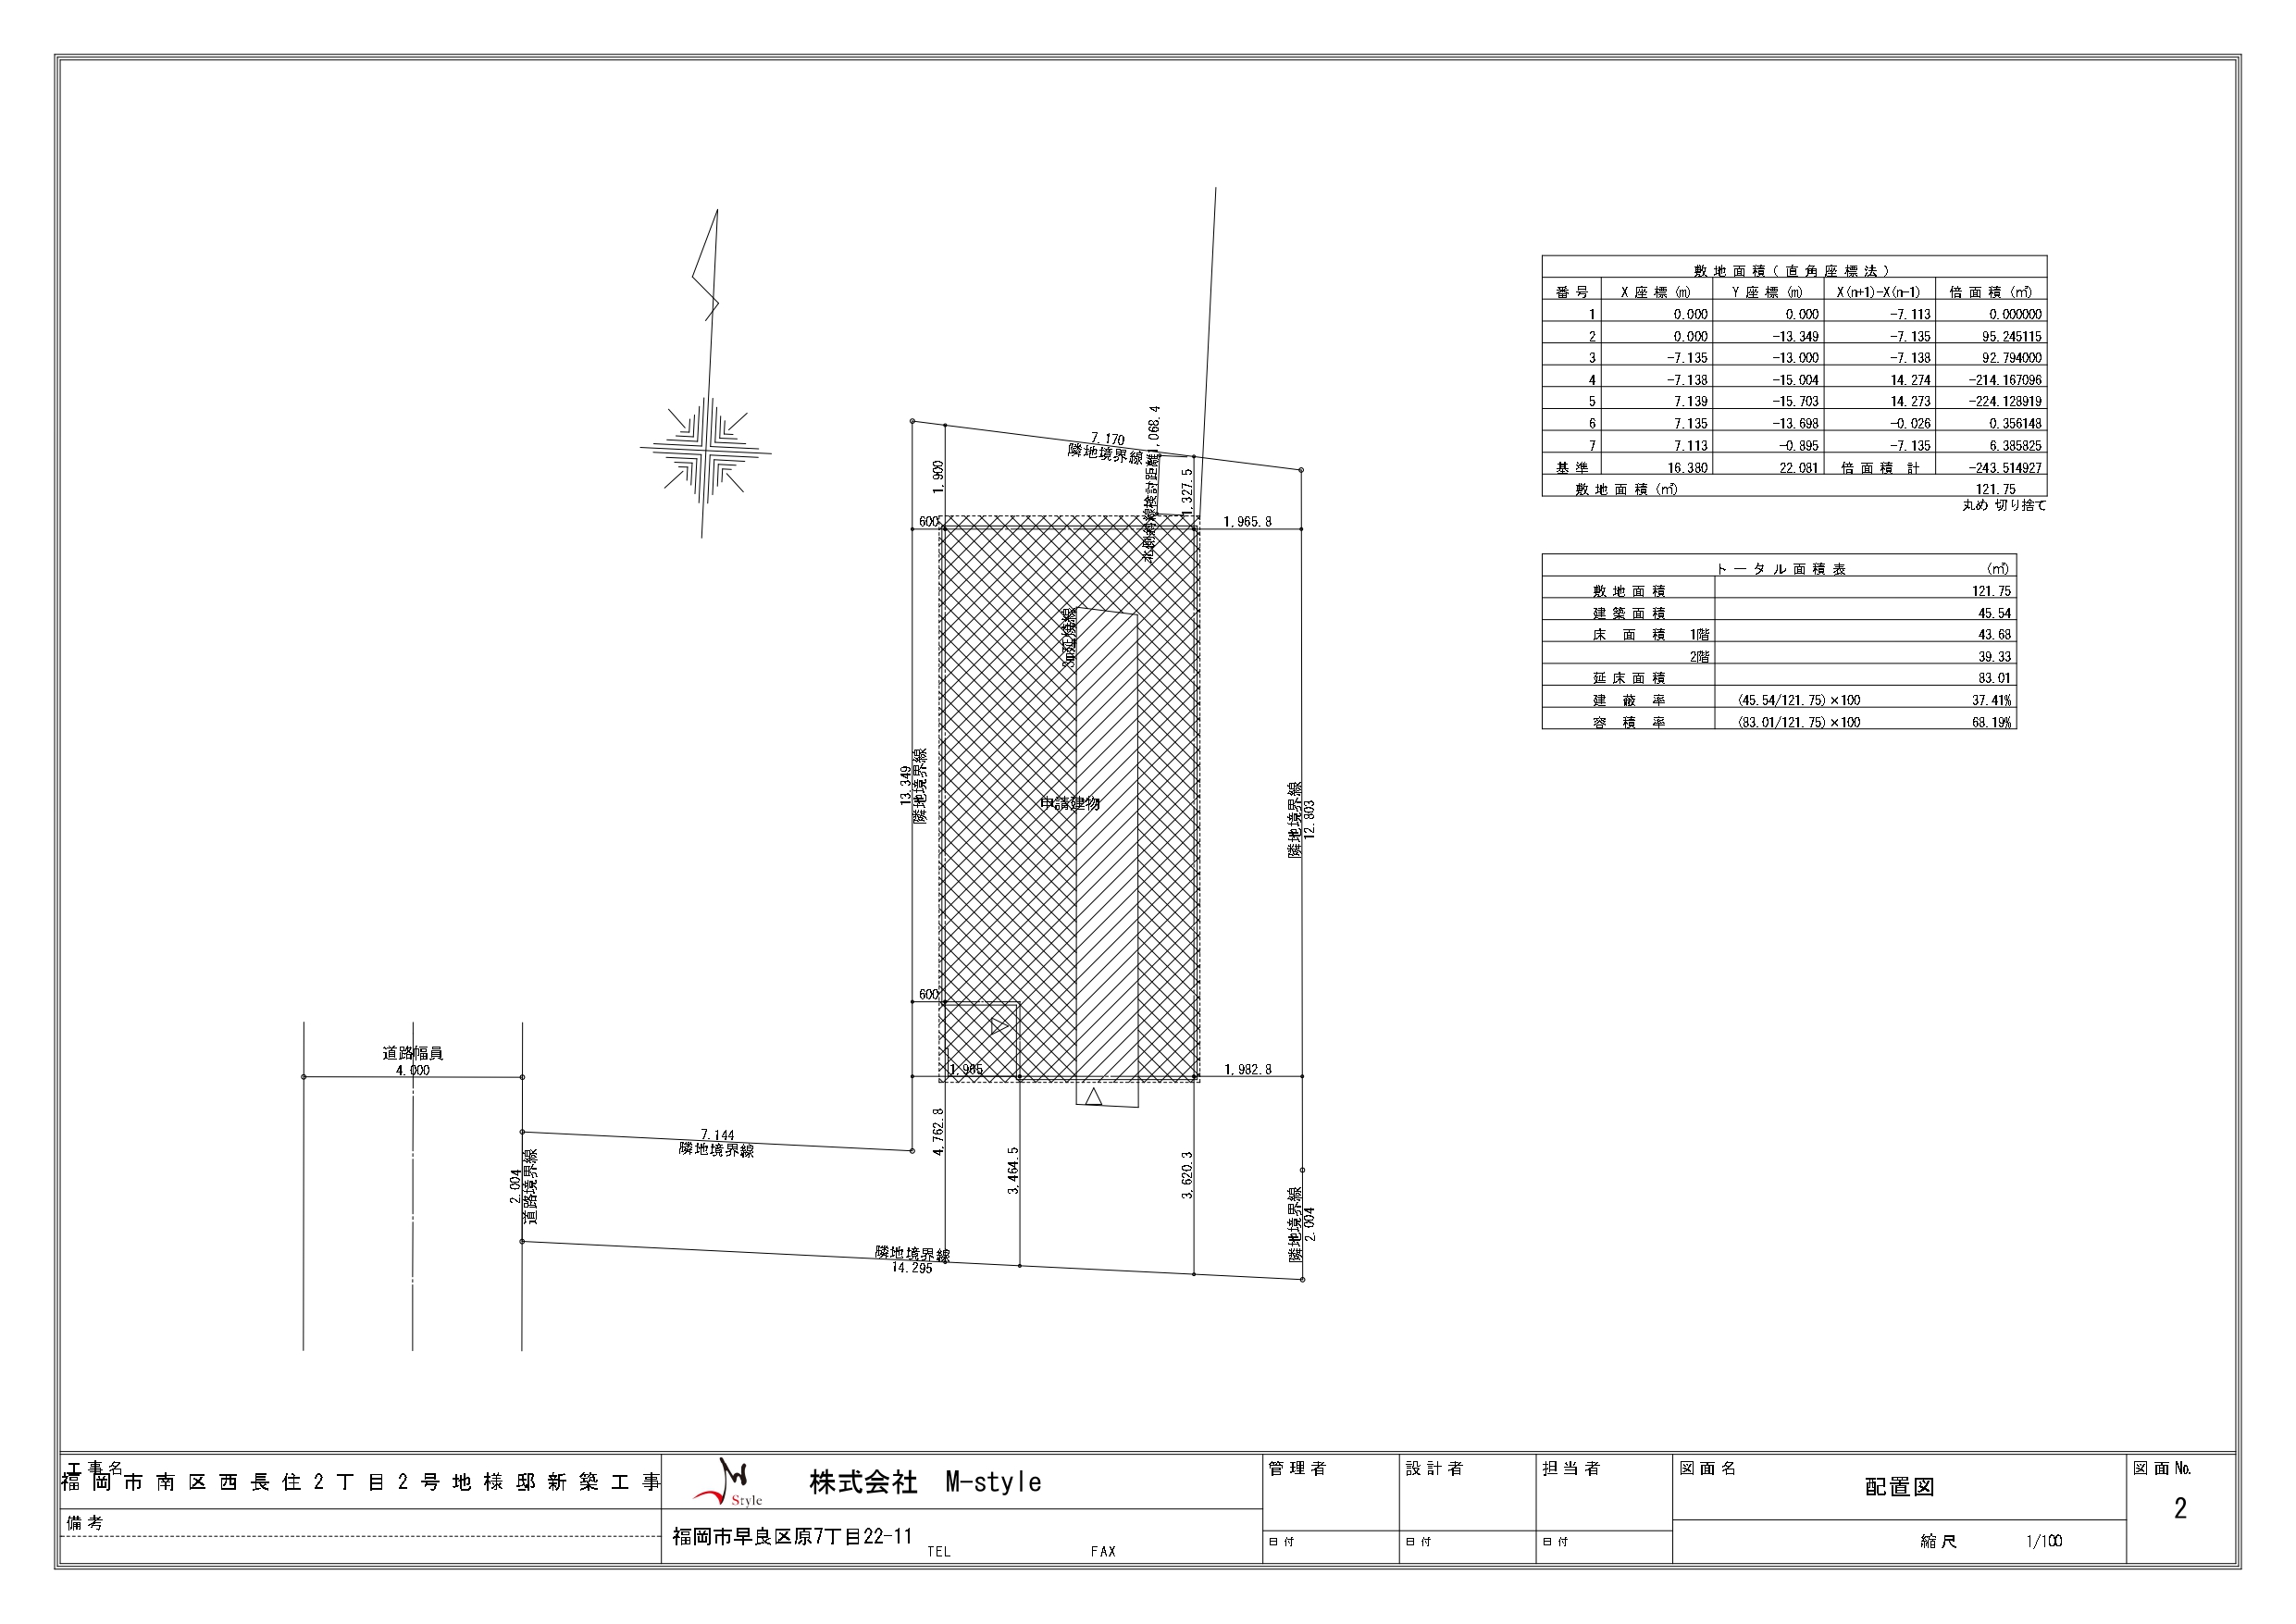 敷地面積(直角座標法)
番号 X座標(m) Y座標(m) X(n+1)-X(n-1) 倍面積(㎡)
1 0.000 0.000 -7.113 0.000000
2 0.000 -13.349 -7.135 95.245115
3 -7.135 -13.000 -7.138 92.794000
4 -7.138 -15.004 14.274 -214.167096
5 7.139 -15.703 14.273 -224.128919
6 7.135 -13.698 -0.026 0.356148
7 7.113 -0.895 -7.135 6.385825
基準 16.380 22.081 倍面積計 -243.514927
敷地面積(㎡) 121.75
丸め 切り捨て
トータル面積表 (㎡)
敷地面積 121.75
建築面積 45.54
床面積 1階 43.68
2階 39.33
延床面積 83.01
建蔽率 (45.54/121.75)×100 37.41%
容積率 (83.01/121.75)×100 68.19%
7.170
隣地境界線
北側斜線検討距離1,068.4
1,900
1,327.5
600
1,965.8
3m延焼線
13.349
隣地境界線
申請建物
隣地境界線
12.803
600
道路幅員
4.000
1,965
1,982.8
7.144
隣地境界線
4,762.8
3,464.5
3,620.3
2.004
道路境界線
隣地境界線
2.004
隣地境界線
14.295
工事名
福岡市南区西長住2丁目2号地様邸新築工事
備考
Style
株式会社 M-style
福岡市早良区原7丁目22-11
TEL FAX
管理者
日付
設計者
日付
担当者
日付
図面名
配置図
縮尺 1/100
図面No.
2